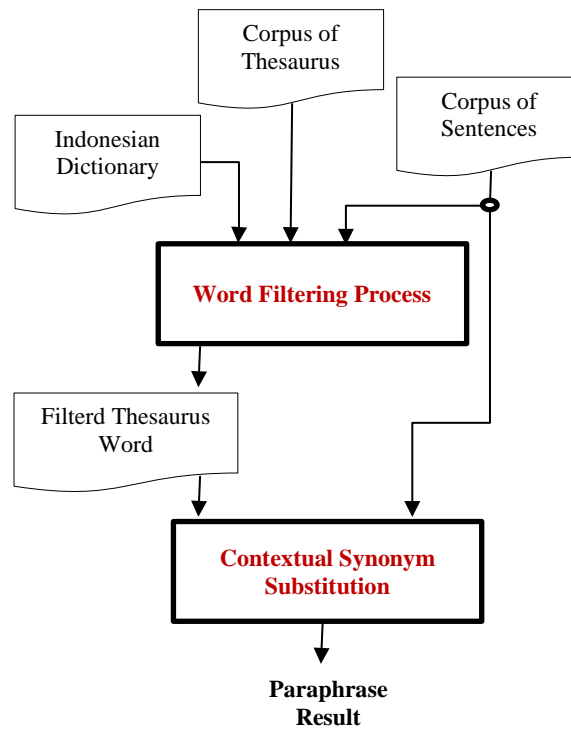 Corpus of
Thesaurus
Corpus of
Sentences
Indonesian
Dictionary
Word Filtering Process
Filterd Thesaurus
Word
Contextual Synonym
Substitution
Paraphrase
Result